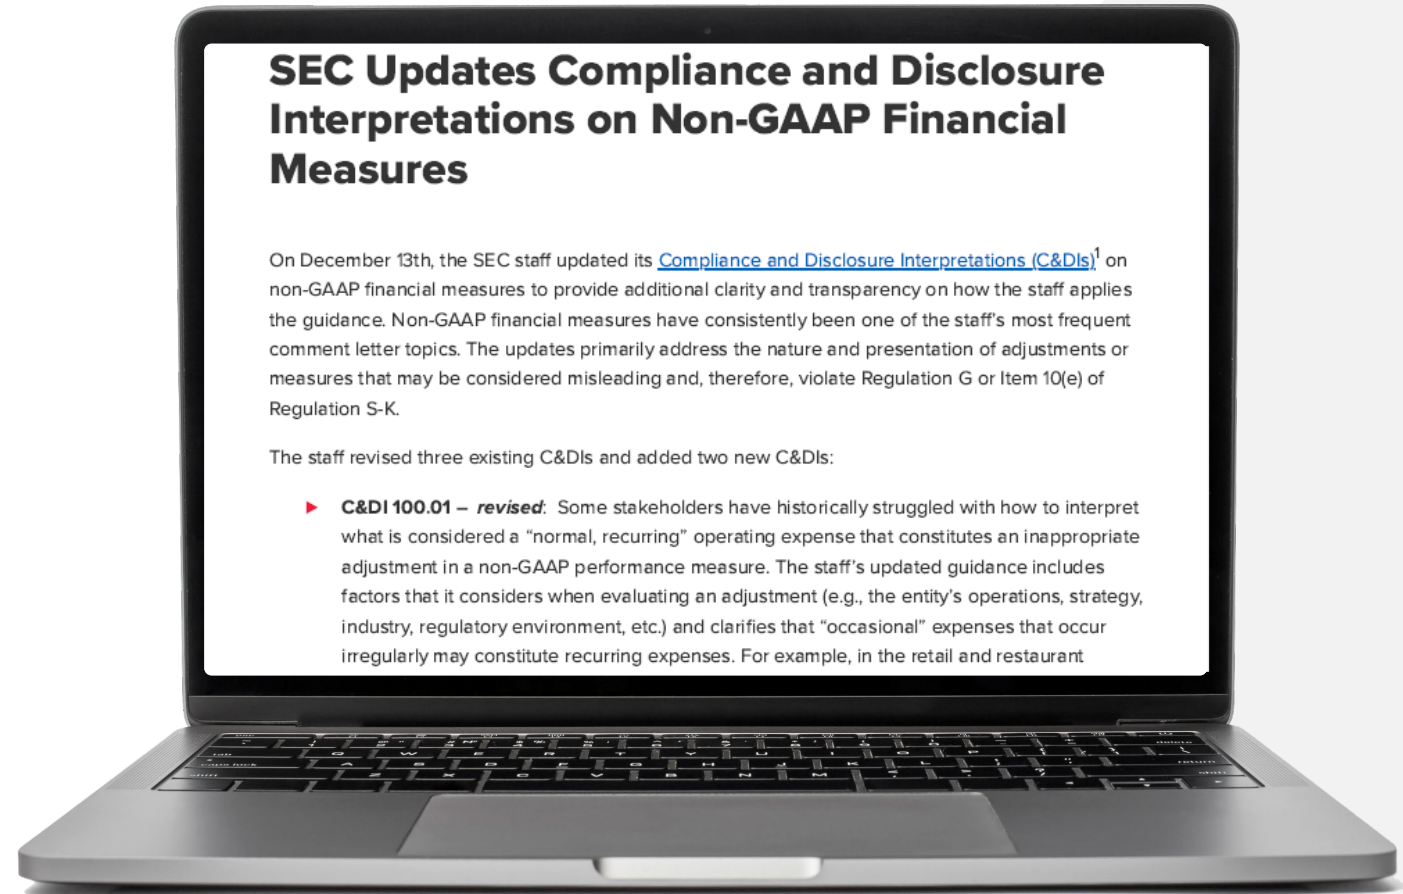 SEC Updates Compliance and Disclosure
Interpretations on Non-GAAP Financial
Measures
On December 13th, the SEC staff updated its Compliance and Disclosure Interpretations (C&DIs)¹ on
non-GAAP financial measures to provide additional clarity and transparency on how the staff applies
the guidance. Non-GAAP financial measures have consistently been one of the staff's most frequent
comment letter topics. The updates primarily address the nature and presentation of adjustments or
measures that may be considered misleading and, therefore, violate Regulation G or Item 10(e) of
Regulation S-K.
The staff revised three existing C&DIs and added two new C&DIs:
► C&DI 100.01 – revised: Some stakeholders have historically struggled with how to interpret
what is considered a “normal, recurring” operating expense that constitutes an inappropriate
adjustment in a non-GAAP performance measure. The staff's updated guidance includes
factors that it considers when evaluating an adjustment (e.g., the entity's operations, strategy,
industry, regulatory environment, etc.) and clarifies that “occasional” expenses that occur
irregularly may constitute recurring expenses. For example, in the retail and restaurant
tab Q W E R T Y U I O P delete
caps lock A S D F G H J K L return
shift Z X C V B N M shift